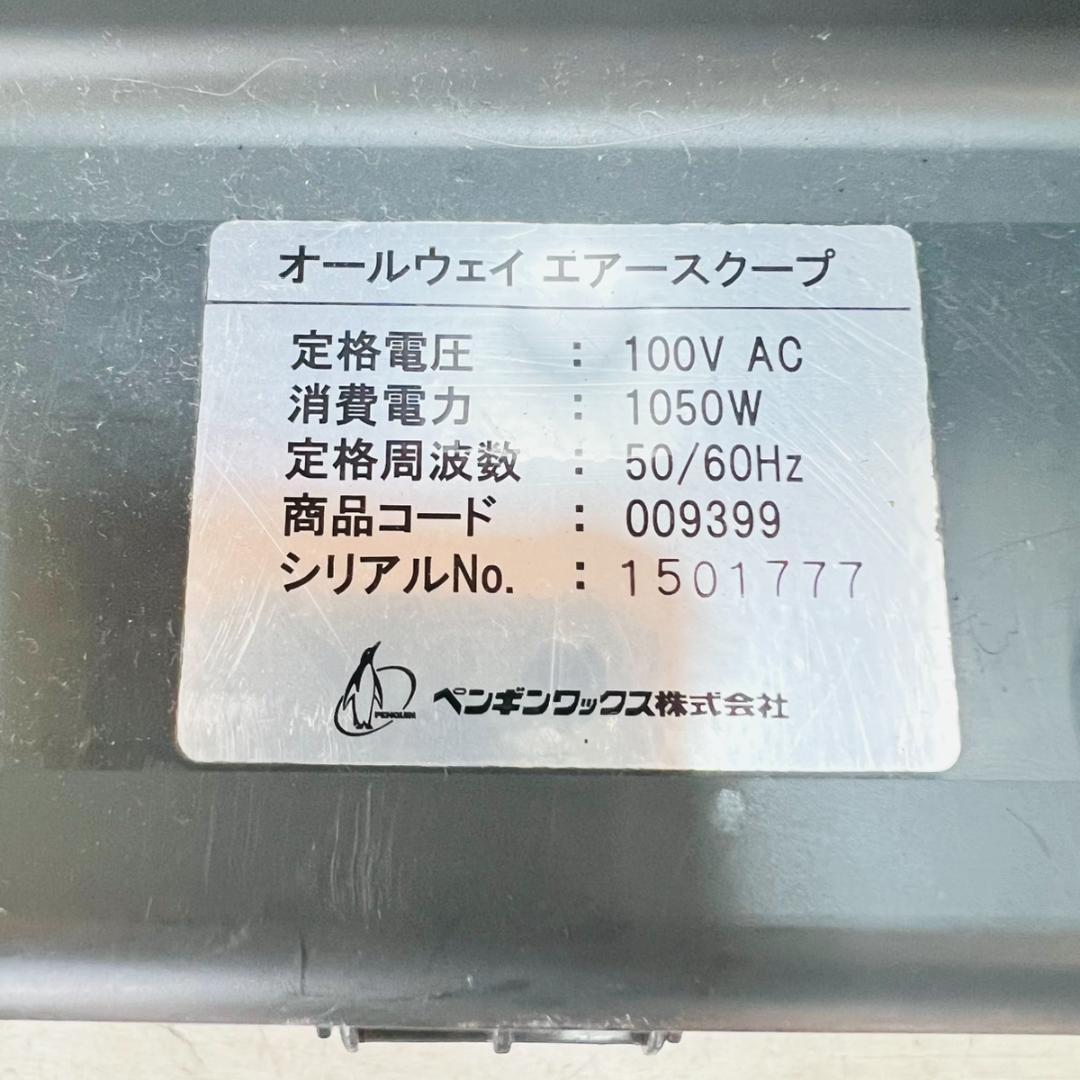 オールウェイ エアースクープ
定格電圧 : 100V AC
消費電力 : 1050W
定格周波数 : 50/60Hz
商品コード : 009399
シリアルNo. : 1501777
PENGUIN ペンギンワックス株式会社